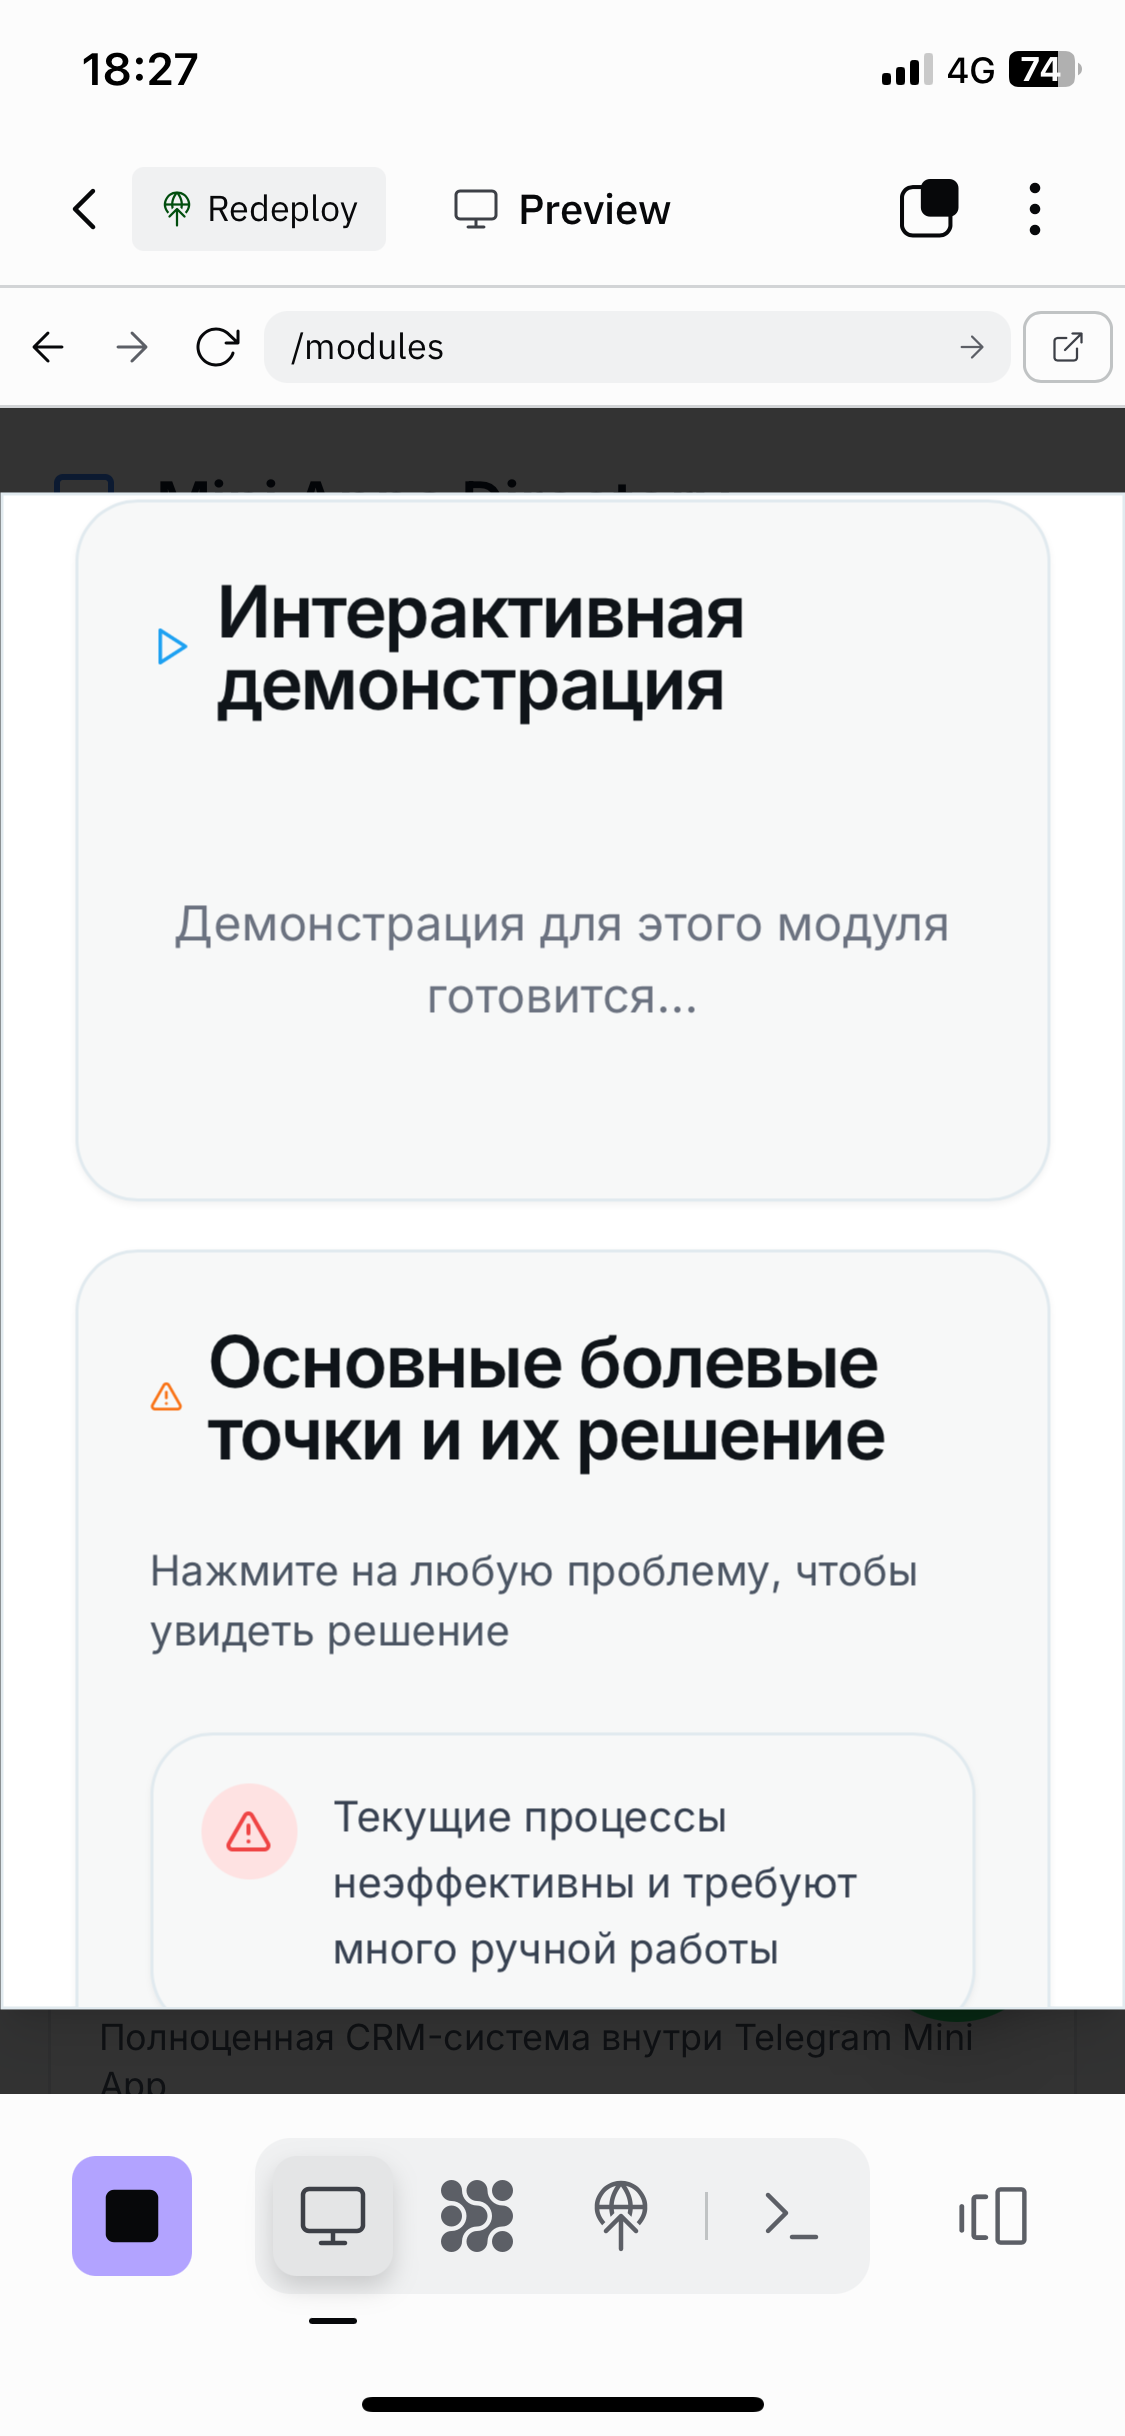 18:27
4G
74
Redeploy
Preview
/modules
Интерактивная
демонстрация
Демонстрация для этого модуля
готовится...
Основные болевые
точки и их решение
Нажмите на любую проблему, чтобы
увидеть решение
Текущие процессы
неэффективны и требуют
много ручной работы
Полноценная CRM-система внутри Telegram Mini
App